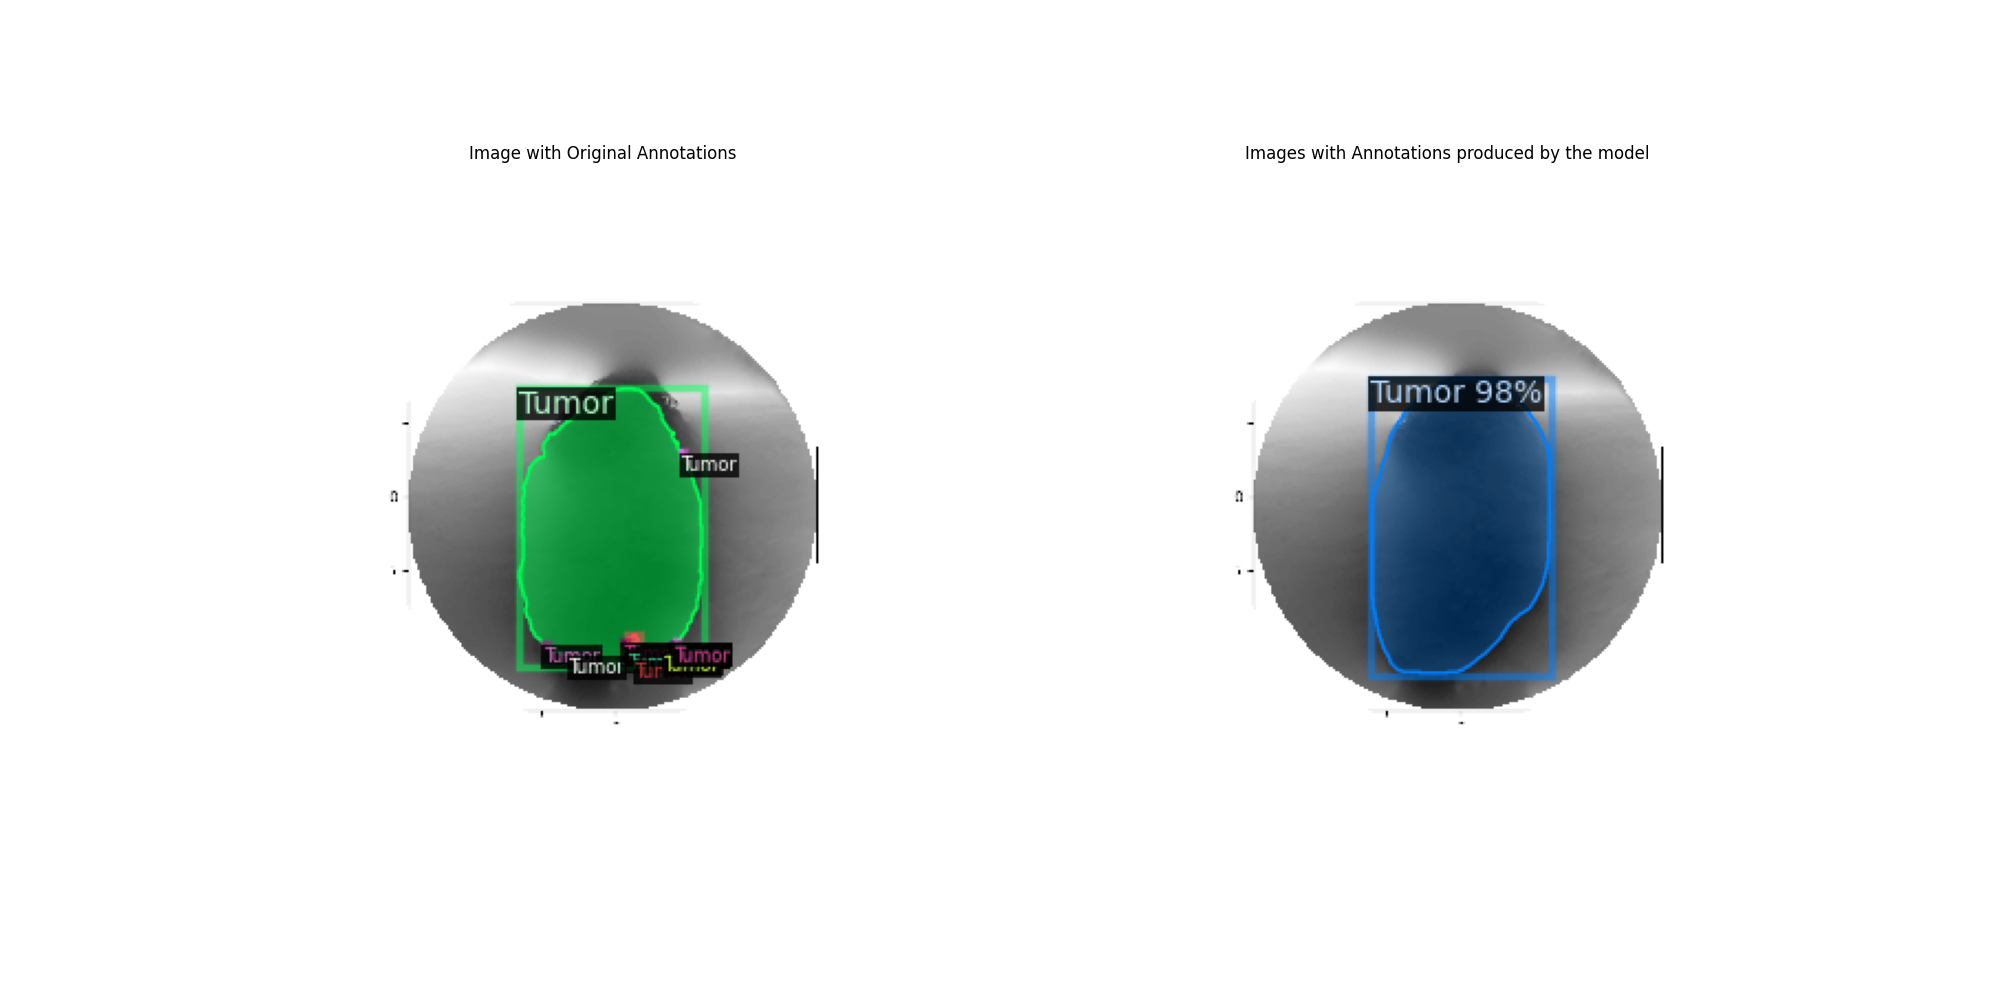 Image with Original Annotations
Images with Annotations produced by the model
Tumor
Tumor
Tumor
Tumor
Tumor
Tumor
Tumor 98%